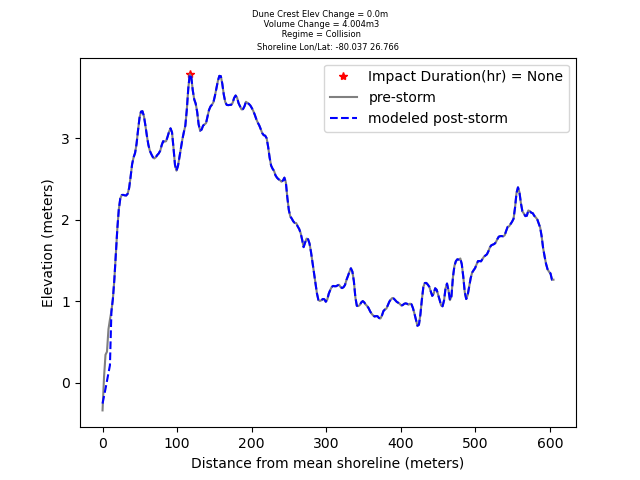 Dune Crest Elev Change = 0.0m
Volume Change = 4.004m3
Regime = Collision
Shoreline Lon/Lat: -80.037 26.766
Impact Duration(hr) = None
pre-storm
modeled post-storm
Elevation (meters)
3
2
1
0
0 100 200 300 400 500 600
Distance from mean shoreline (meters)